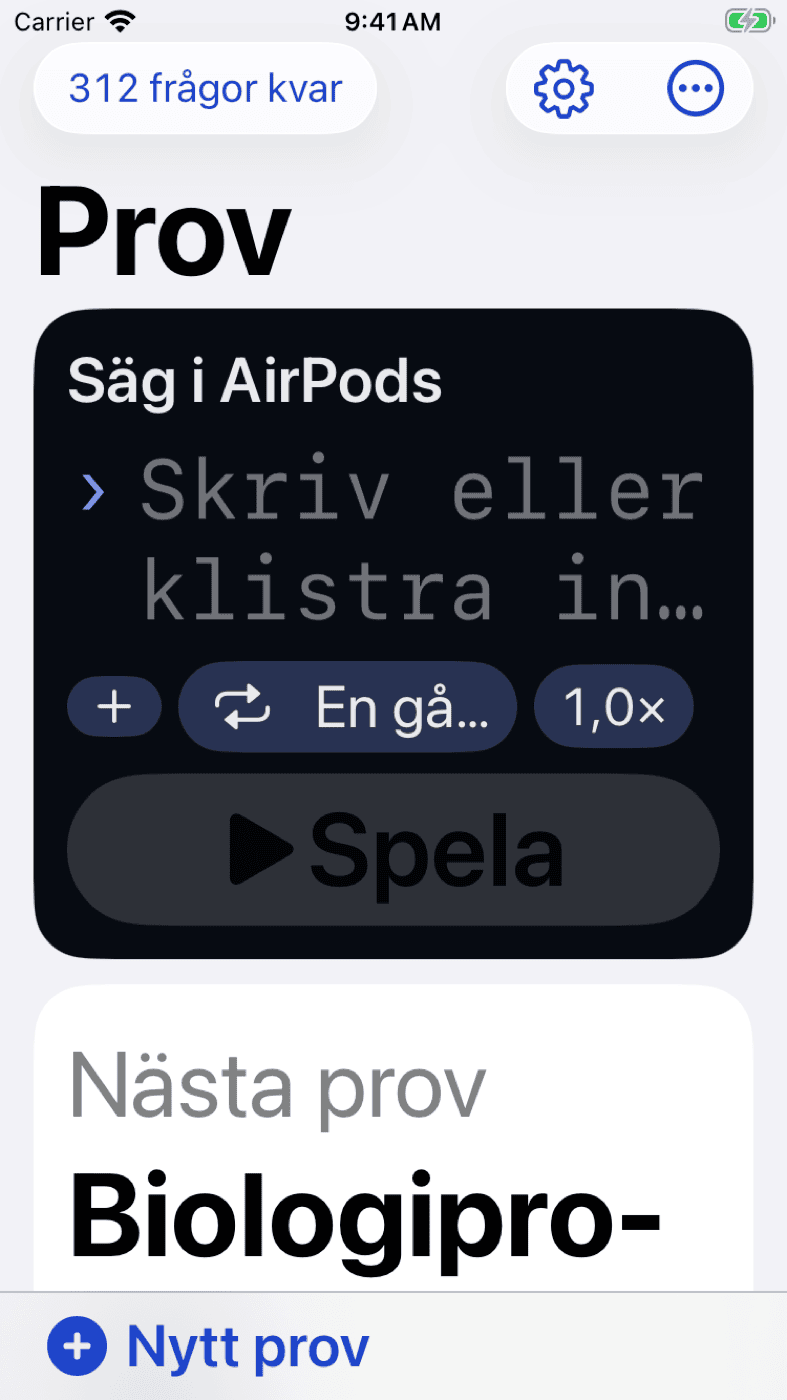 Carrier 9:41 AM
312 frågor kvar
Prov
Säg i AirPods
› Skriv eller
klistra in…
+ En gå… 1,0×
Spela
Nästa prov
Biologipro-
Nytt prov